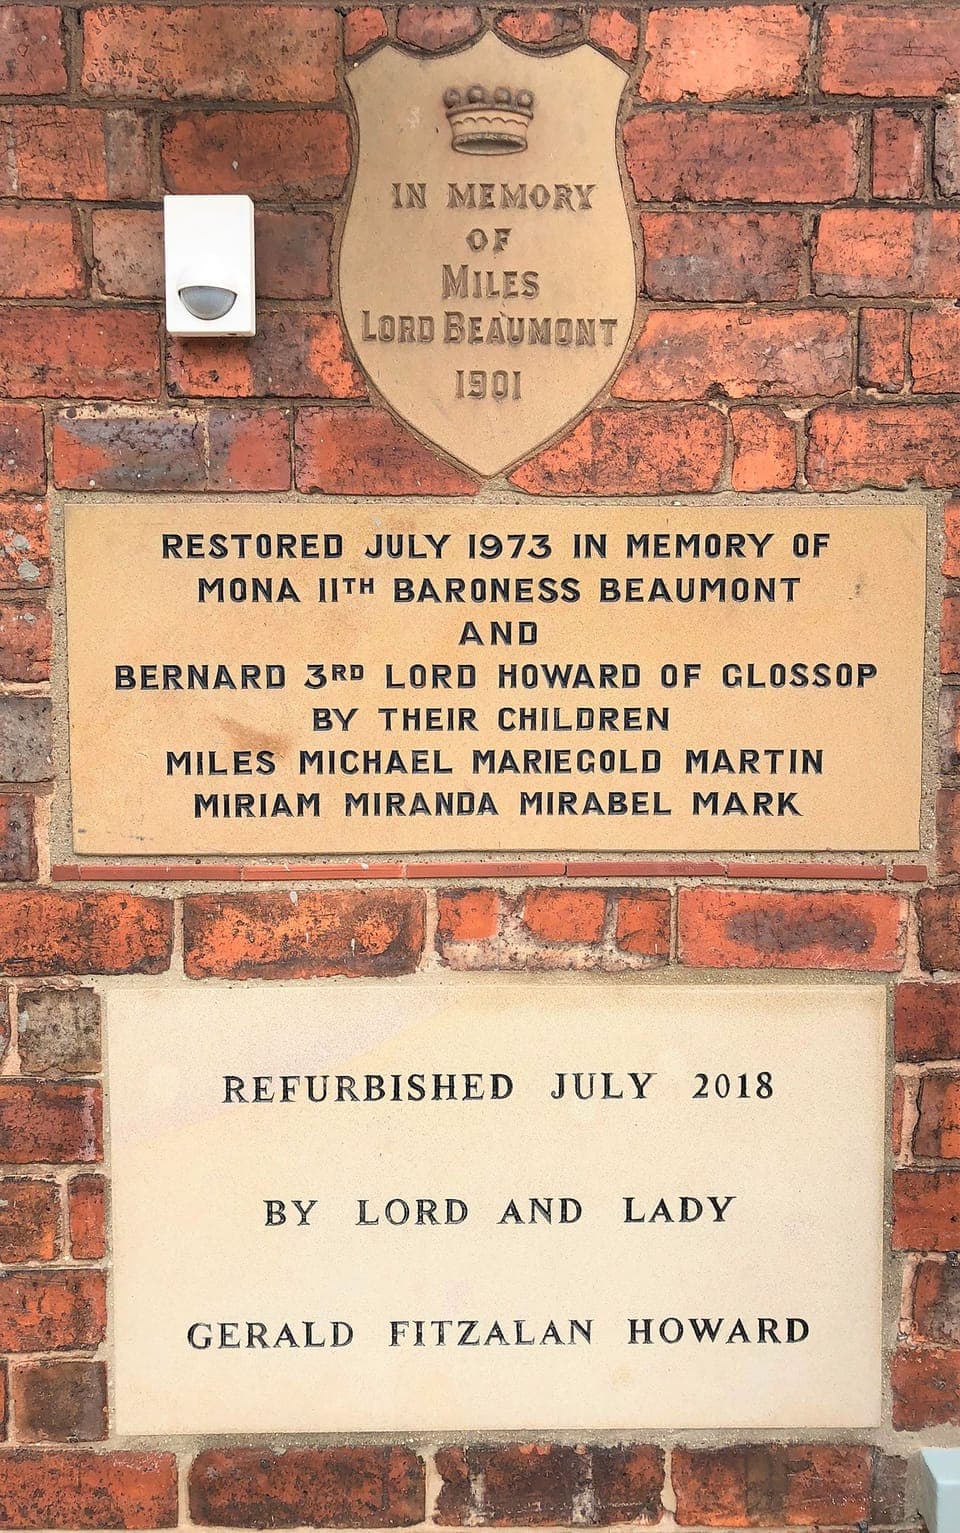 IN MEMORY
OF
MILES
LORD BEAUMONT
1901
RESTORED JULY 1973 IN MEMORY OF
MONA 11TH BARONESS BEAUMONT
AND
BERNARD 3RD LORD HOWARD OF GLOSSOP
BY THEIR CHILDREN
MILES MICHAEL MARIEGOLD MARTIN
MIRIAM MIRANDA MIRABEL MARK
REFURBISHED JULY 2018
BY LORD AND LADY
GERALD FITZALAN HOWARD